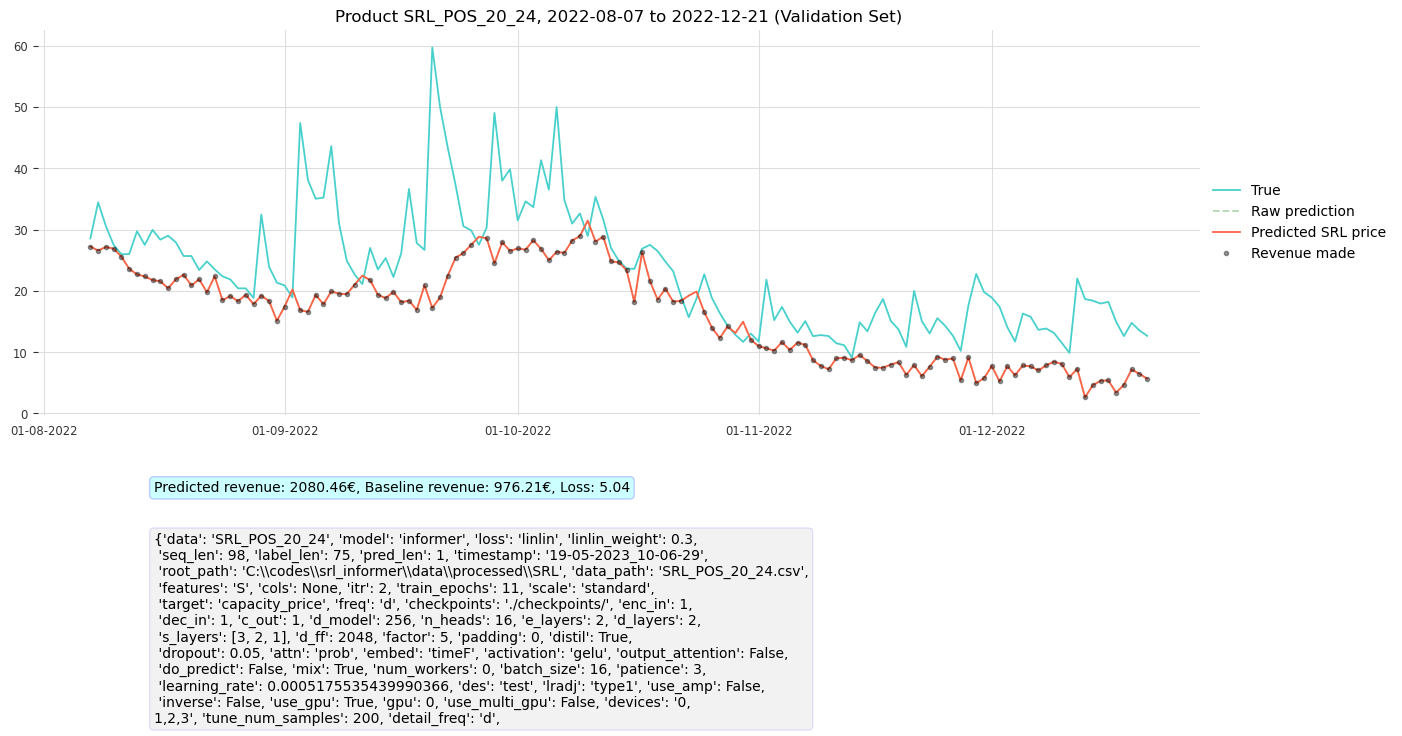 Product SRL_POS_20_24, 2022-08-07 to 2022-12-21 (Validation Set)
60
50
40
30
20
10
0
01-08-2022
01-09-2022
01-10-2022
01-11-2022
01-12-2022
True
Raw prediction
Predicted SRL price
Revenue made
Predicted revenue: 2080.46€, Baseline revenue: 976.21€, Loss: 5.04
{'data': 'SRL_POS_20_24', 'model': 'informer', 'loss': 'linlin', 'linlin_weight': 0.3,
'seq_len': 98, 'label_len': 75, 'pred_len': 1, 'timestamp': '19-05-2023_10-06-29',
'root_path': 'C:\\codes\\srl_informer\\data\\processed\\SRL', 'data_path': 'SRL_POS_20_24.csv',
'features': 'S', 'cols': None, 'itr': 2, 'train_epochs': 11, 'scale': 'standard',
'target': 'capacity_price', 'freq': 'd', 'checkpoints': './checkpoints/', 'enc_in': 1,
'dec_in': 1, 'c_out': 1, 'd_model': 256, 'n_heads': 16, 'e_layers': 2, 'd_layers': 2,
's_layers': [3, 2, 1], 'd_ff': 2048, 'factor': 5, 'padding': 0, 'distil': True,
'dropout': 0.05, 'attn': 'prob', 'embed': 'timeF', 'activation': 'gelu', 'output_attention': False,
'do_predict': False, 'mix': True, 'num_workers': 0, 'batch_size': 16, 'patience': 3,
'learning_rate': 0.0005175535439990366, 'des': 'test', 'lradj': 'type1', 'use_amp': False,
'inverse': False, 'use_gpu': True, 'gpu': 0, 'use_multi_gpu': False, 'devices': '0,
1,2,3', 'tune_num_samples': 200, 'detail_freq': 'd',